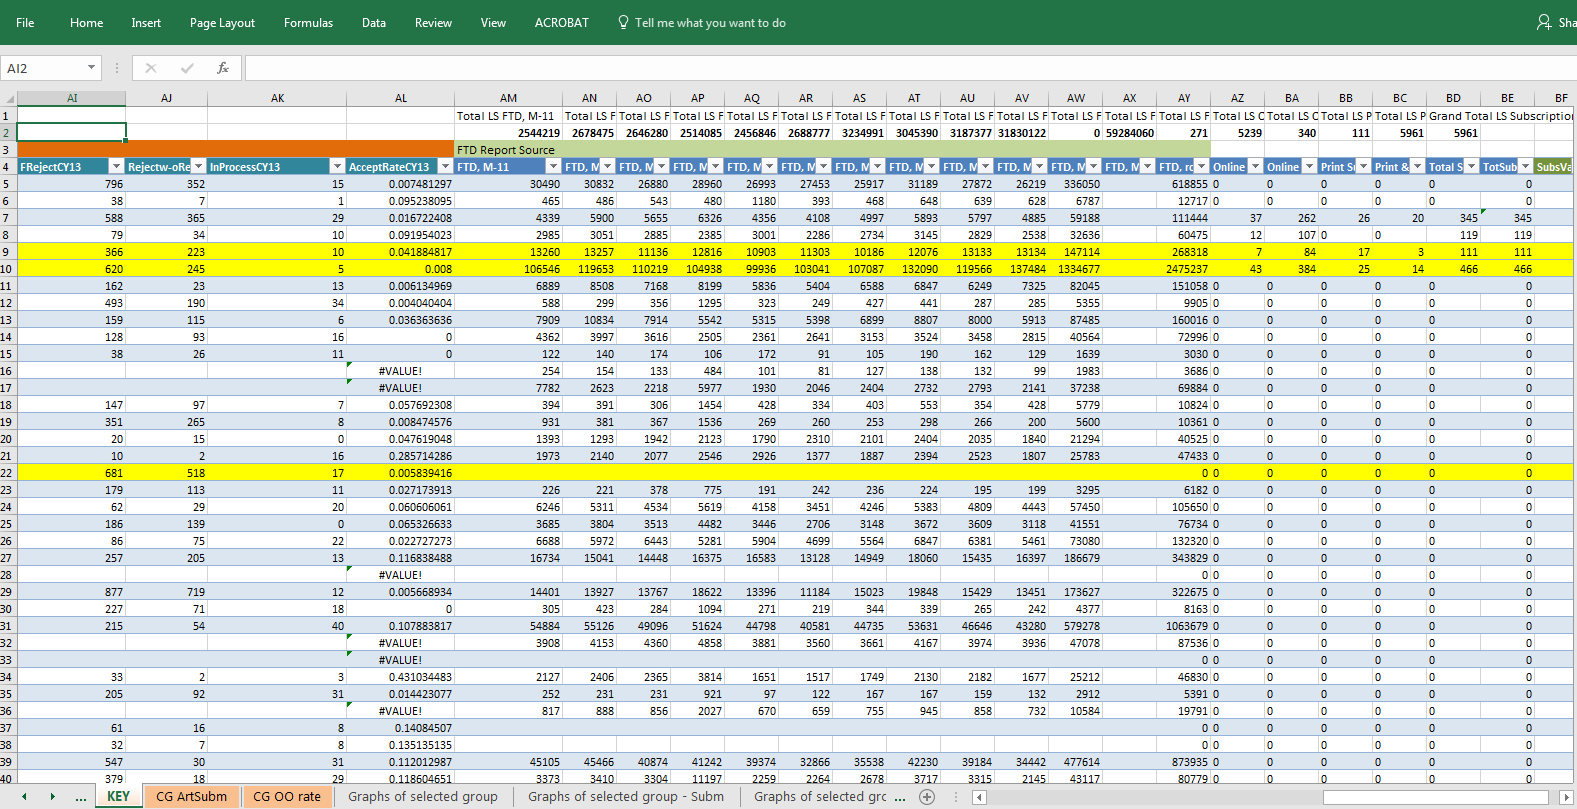 File Home Insert Page Layout Formulas Data Review View ACROBAT Tell me what you want to do Sha
AI2 fx
AI AJ AK AL AM AN AO AP AQ AR AS AT AU AV AW AX AY AZ BA BB BC BD BE BF
1 Total LS FTD, M-11 Total LS F Total LS F Total LS F Total LS F Total LS F Total LS F Total LS F Total LS F Total LS F Total LS F Total LS F Total LS F Total LS C Total LS C Total LS P Total LS P Grand Total LS Subscription
2 2544219 2678475 2646280 2514085 2456846 2688777 3234991 3045390 3187377 31830122 0 59284060 271 5239 340 111 5961 5961
3 FTD Report Source
4 FRejectCY13 Rejectw-oRe InProcessCY13 AcceptRateCY13 FTD, M-11 FTD, M FTD, M FTD, M FTD, M FTD, M FTD, M FTD, M FTD, M FTD, M FTD, M FTD, M FTD, ro Online Online Print Su Print & Total S TotSub SubsVa
5 796 352 15 0.007481297 30490 30832 26880 28960 26993 27453 25917 31189 27872 26219 336050 618855 0 0 0 0 0 0
6 38 7 1 0.095238095 465 486 543 480 1180 393 468 648 639 628 6787 12717 0 0 0 0 0 0
7 588 365 29 0.016722408 4339 5900 5655 6326 4356 4108 4997 5893 5797 4885 59188 111444 37 262 26 20 345 345
8 79 34 10 0.091954023 2985 3051 2885 2385 3001 2286 2734 3145 2829 2538 32636 60475 12 107 0 0 119 119
9 366 223 10 0.041884817 13260 13257 11136 12816 10903 11303 10186 12076 13133 13134 147114 268318 7 84 17 3 111 111
10 620 245 5 0.008 106546 119653 110219 104938 99936 103041 107087 132090 119566 137484 1334677 2475237 43 384 25 14 466 466
11 162 23 13 0.006134969 6889 8508 7168 8199 5836 5404 6588 6847 6249 7325 82045 151058 0 0 0 0 0 0
12 493 190 34 0.004040404 588 299 356 1295 323 249 427 441 287 285 5355 9905 0 0 0 0 0 0
13 159 115 6 0.036363636 7909 10834 7914 5542 5315 5398 6899 8807 8000 5913 87485 160016 0 0 0 0 0 0
14 128 93 16 0 4362 3997 3616 2505 2361 2641 3153 3524 3458 2815 40564 72996 0 0 0 0 0 0
15 38 26 11 0 122 140 174 106 172 91 105 190 162 129 1639 3030 0 0 0 0 0 0
16 #VALUE! 254 154 133 484 101 81 127 138 132 99 1983 3686 0 0 0 0 0 0
17 #VALUE! 7782 2623 2218 5977 1930 2046 2404 2732 2793 2141 37238 69884 0 0 0 0 0 0
18 147 97 7 0.057692308 394 391 306 1454 428 334 403 553 354 428 5779 10824 0 0 0 0 0 0
19 351 265 8 0.008474576 931 381 367 1536 269 260 253 298 266 200 5600 10361 0 0 0 0 0 0
20 20 15 0 0.047619048 1393 1293 1942 2123 1790 2310 2101 2404 2035 1840 21294 40525 0 0 0 0 0 0
21 10 2 16 0.285714286 1973 2140 2077 2546 2926 1377 1887 2394 2523 1807 25783 47433 0 0 0 0 0 0
22 681 518 17 0.005839416 0 0 0 0 0 0 0
23 179 113 11 0.027173913 226 221 378 775 191 242 236 224 195 199 3295 6182 0 0 0 0 0 0
24 62 29 20 0.060606061 6246 5311 4534 5619 4158 3451 4246 5383 4809 4443 57450 105650 0 0 0 0 0 0
25 186 139 0 0.065326633 3685 3804 3513 4482 3446 2706 3148 3672 3609 3118 41551 76734 0 0 0 0 0 0
26 86 75 22 0.022727273 6688 5972 6443 5281 5904 4699 5564 6847 6381 5461 73080 132320 0 0 0 0 0 0
27 257 205 13 0.116838488 16734 15041 14448 16375 16583 13128 14949 18060 15435 16397 186679 343829 0 0 0 0 0 0
28 #VALUE! 0 0 0 0 0 0 0
29 877 719 12 0.005668934 14401 13927 13767 18622 13396 11184 15023 19848 15429 13451 173627 322675 0 0 0 0 0 0
30 227 71 18 0 305 423 284 1094 271 219 344 339 265 242 4377 8163 0 0 0 0 0 0
31 215 54 40 0.107883817 54884 55126 49096 51624 44798 40581 44735 53631 46646 43280 579278 1063679 0 0 0 0 0 0
32 #VALUE! 3908 4153 4360 4858 3881 3560 3661 4167 3974 3936 47078 87536 0 0 0 0 0 0
33 #VALUE! 0 0 0 0 0 0 0
34 33 2 3 0.431034483 2127 2406 2365 3814 1651 1517 1749 2130 2182 1677 25212 46830 0 0 0 0 0 0
35 205 92 31 0.014423077 252 231 231 921 97 122 167 167 159 132 2912 5391 0 0 0 0 0 0
36 #VALUE! 817 888 856 2027 670 659 755 945 858 732 10584 19791 0 0 0 0 0 0
37 61 16 8 0.14084507 0 0 0 0 0 0 0
38 32 7 8 0.135135135 0 0 0 0 0 0 0
39 547 30 31 0.112012987 45105 45466 40874 41242 39374 32866 35538 42230 39184 34442 477614 873935 0 0 0 0 0 0
40 379 18 29 0.118604651 3373 3410 3304 11197 2259 2264 2678 3717 3315 2145 43117 80779 0 0 0 0 0 0
... KEY CG ArtSubm CG OO rate Graphs of selected group Graphs of selected group - Subm Graphs of selected grc ...